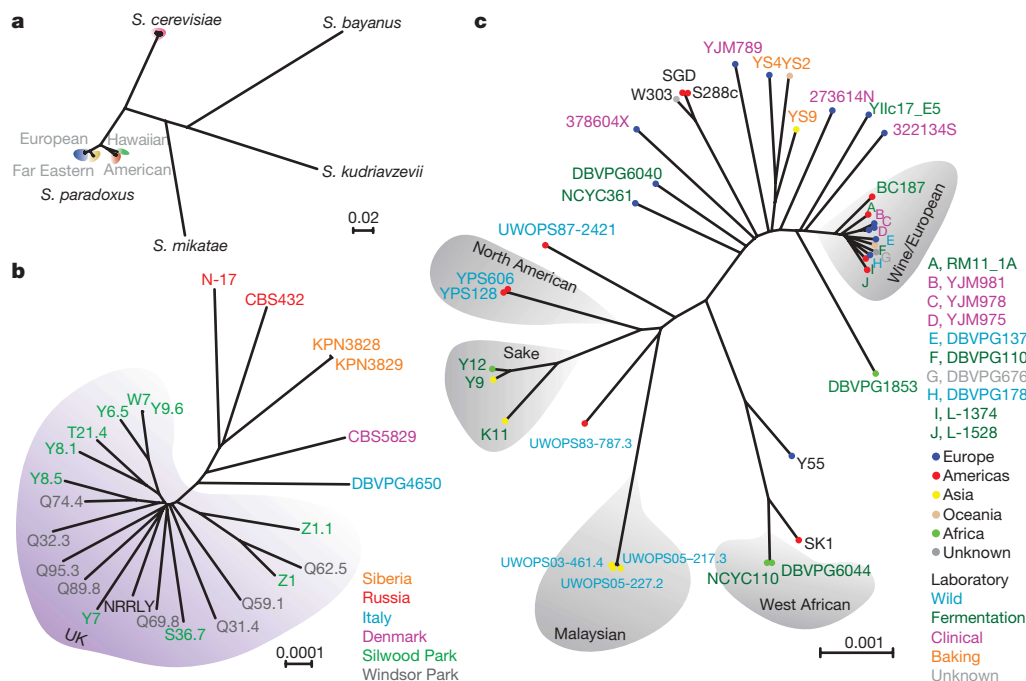 a
S. cerevisiae
S. bayanus
European
Hawaiian
Far Eastern
American
S. paradoxus
S. kudriavzevii
S. mikatae
0.02
b
N-17
CBS432
KPN3828
KPN3829
CBS5829
DBVPG4650
W7
Y9.6
Y6.5
T21.4
Y8.1
Y8.5
Q74.4
Q32.3
Q95.3
Q89.8
Y7
NRRLY
Q69.8
S36.7
Q31.4
Q59.1
Z1
Q62.5
Z1.1
UK
0.0001
Siberia
Russia
Italy
Denmark
Silwood Park
Windsor Park
c
YJM789
YS4
YS2
SGD
S288c
W303
YS9
273614N
YIIc17_E5
322134S
378604X
DBVPG6040
NCYC361
BC187
A
B
C
D
E
F
G
H
I
J
Wine/European
UWOPS87-2421
North American
YPS606
YPS128
Sake
Y12
Y9
K11
UWOPS83-787.3
DBVPG1853
Y55
SK1
NCYC110
DBVPG6044
West African
UWOPS03-461.4
UWOPS05-217.3
UWOPS05-227.2
Malaysian
0.001
A, RM11_1A
B, YJM981
C, YJM978
D, YJM975
E, DBVPG137
F, DBVPG110
G, DBVPG676
H, DBVPG178
I, L-1374
J, L-1528
Europe
Americas
Asia
Oceania
Africa
Unknown
Laboratory
Wild
Fermentation
Clinical
Baking
Unknown